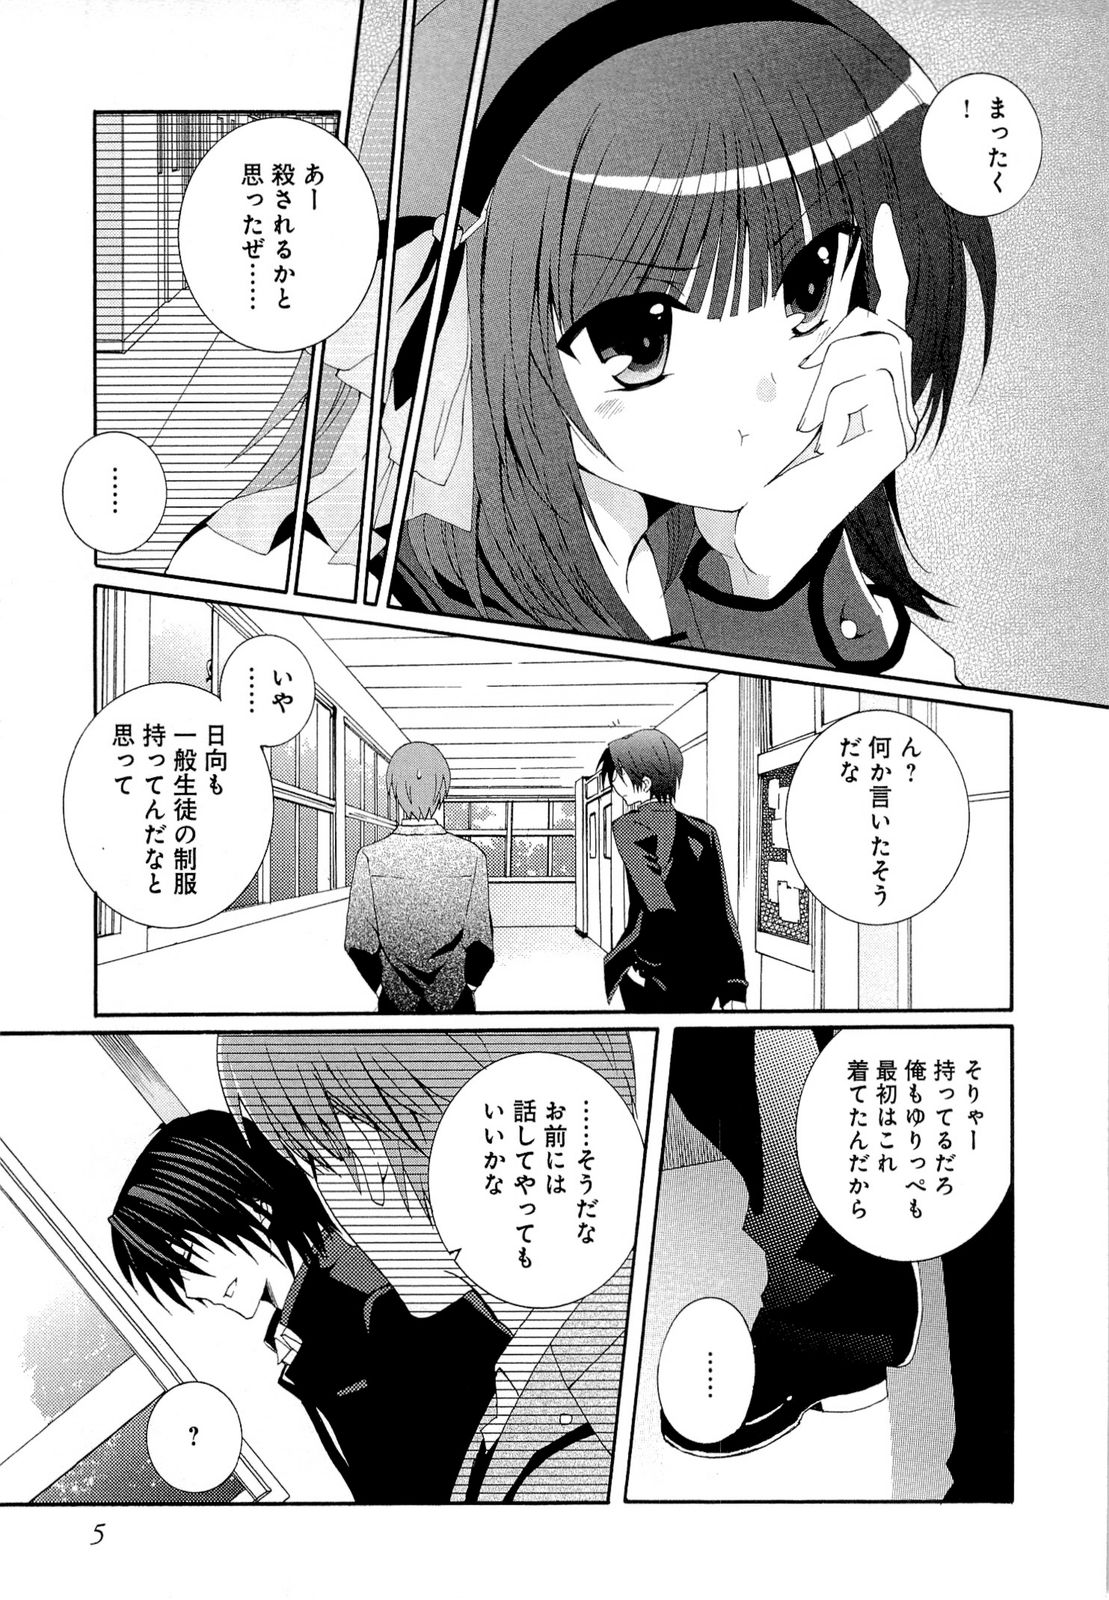 まったく
！
あー
殺されるかと
思ったぜ……
……
ん？
何か言いたそう
だな
いや
……
日向も
一般生徒の制服
持ってんだなと
思って
そりゃー
持ってるだろ
俺もゆりっぺも
最初はこれ
着てたんだから
……
……そうだな
お前には
話してやっても
いいかな
？
5